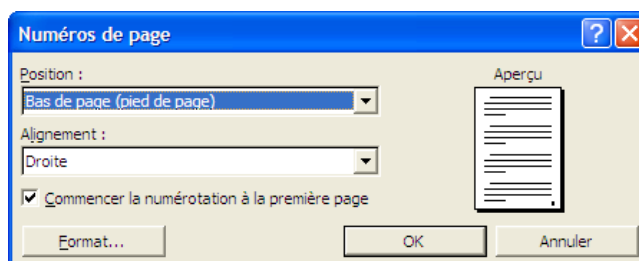 Numéros de page
Position :
Aperçu
Bas de page (pied de page)
Alignement :
Droite
Commencer la numérotation à la première page
Format...
OK
Annuler